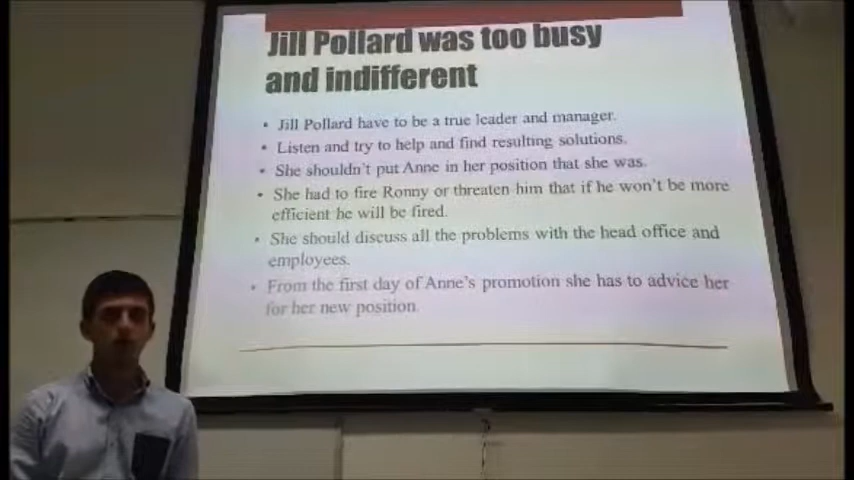 Jill Pollard was too busy
and indifferent
• Jill Pollard have to be a true leader and manager.
• Listen and try to help and find resulting solutions.
• She shouldn't put Anne in her position that she was.
• She had to fire Ronny or threaten him that if he won't be more
efficient he will be fired.
• She should discuss all the problems with the head office and
employees.
• From the first day of Anne's promotion she has to advice her
for her new position.